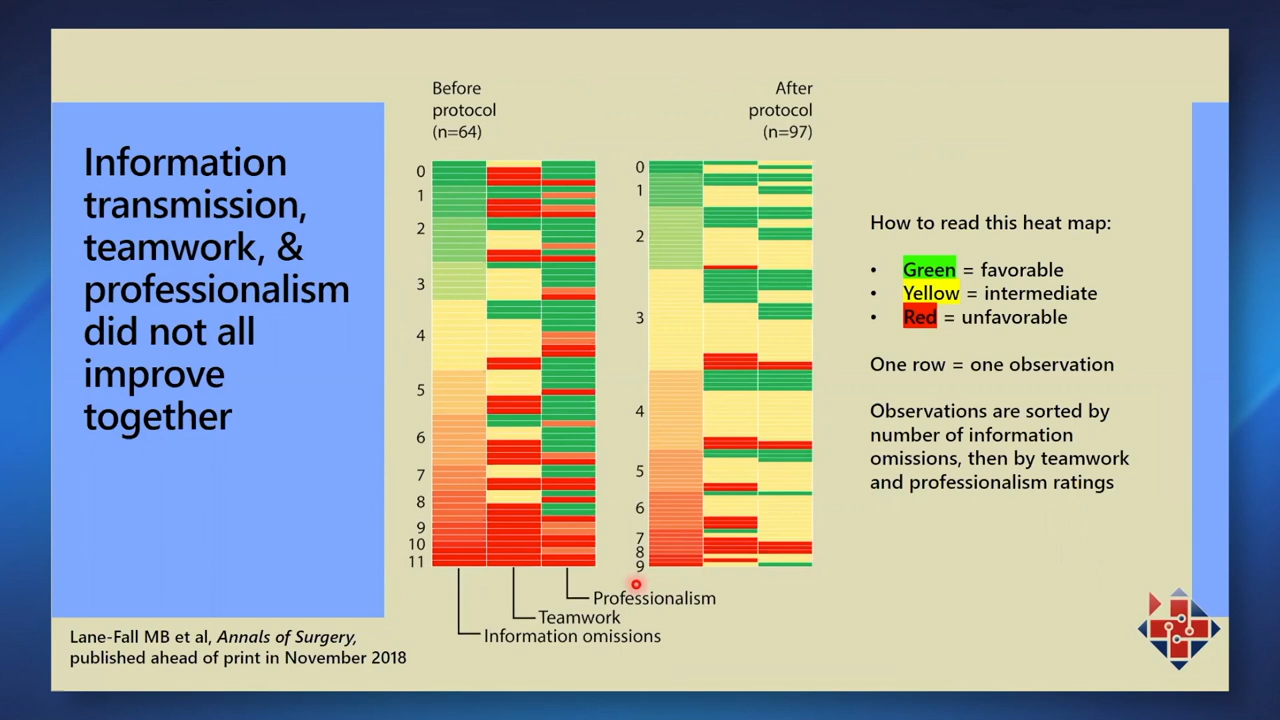 Information
transmission,
teamwork, &
professionalism
did not all
improve
together
Before
protocol
(n=64)
After
protocol
(n=97)
0
1
2
3
4
5
6
7
8
9
10
11
0
1
2
3
4
5
6
7
8
9
Professionalism
Teamwork
Information omissions
How to read this heat map:
• Green = favorable
• Yellow = intermediate
• Red = unfavorable
One row = one observation
Observations are sorted by
number of information
omissions, then by teamwork
and professionalism ratings
Lane-Fall MB et al, Annals of Surgery,
published ahead of print in November 2018